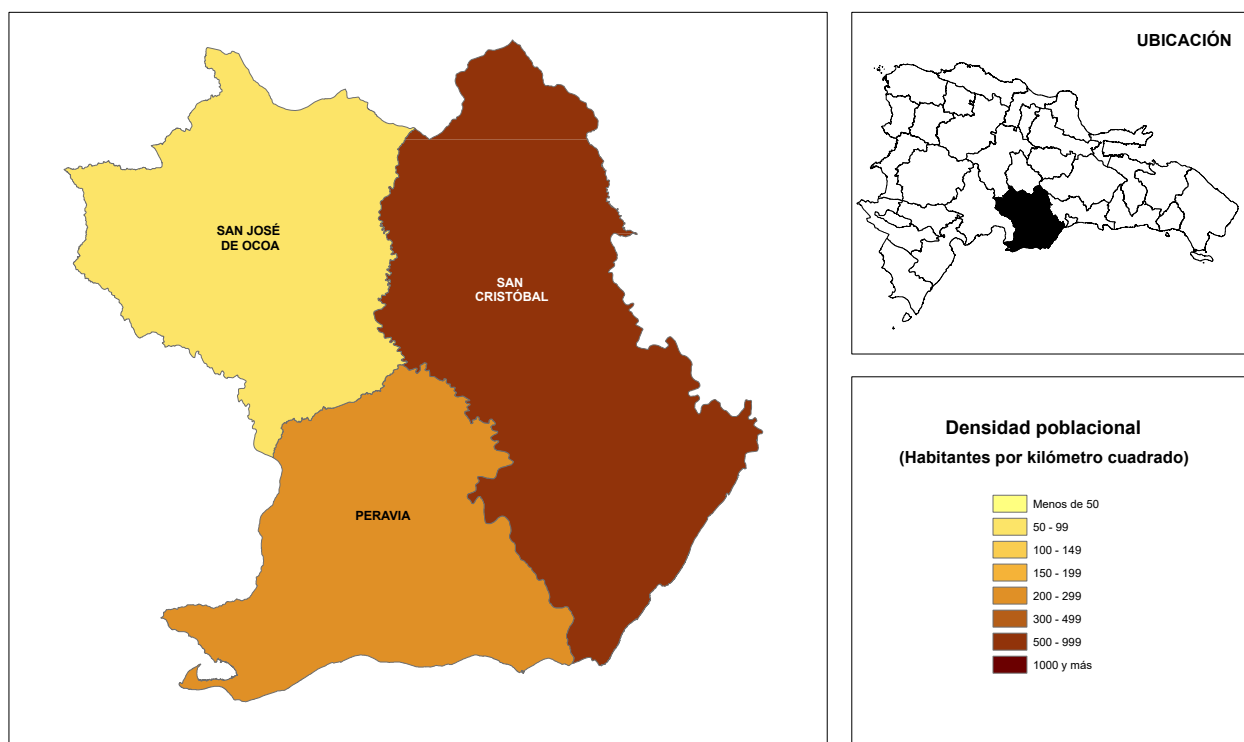 SAN JOSÉ
DE OCOA
SAN
CRISTÓBAL
PERAVIA
UBICACIÓN
Densidad poblacional
(Habitantes por kilómetro cuadrado)
Menos de 50
50 - 99
100 - 149
150 - 199
200 - 299
300 - 499
500 - 999
1000 y más